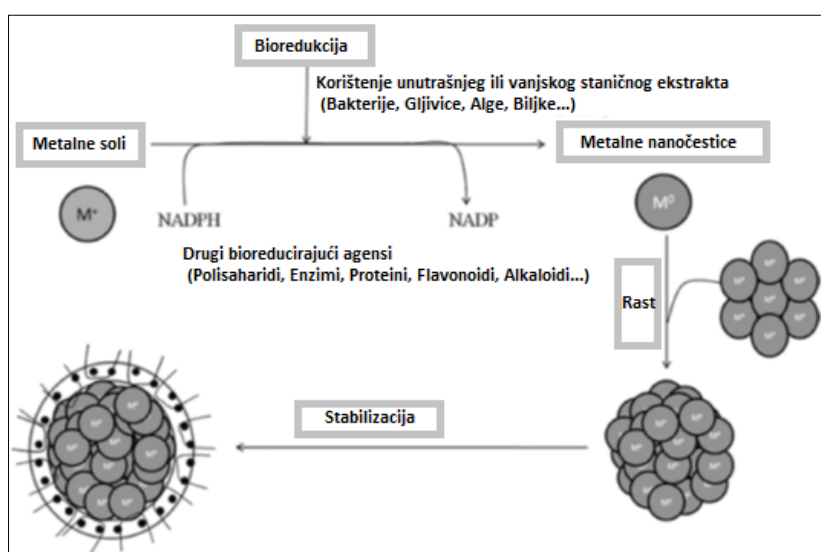 Bioredukcija
Korištenje unutrašnjeg ili vanjskog staničnog ekstrakta
(Bakterije, Gljivice, Alge, Biljke...)
Metalne soli
Metalne nanočestice
M⁺
NADPH
NADP
M⁰
Drugi bioreducirajući agensi
(Polisaharidi, Enzimi, Proteini, Flavonoidi, Alkaloidi...)
Rast
Stabilizacija